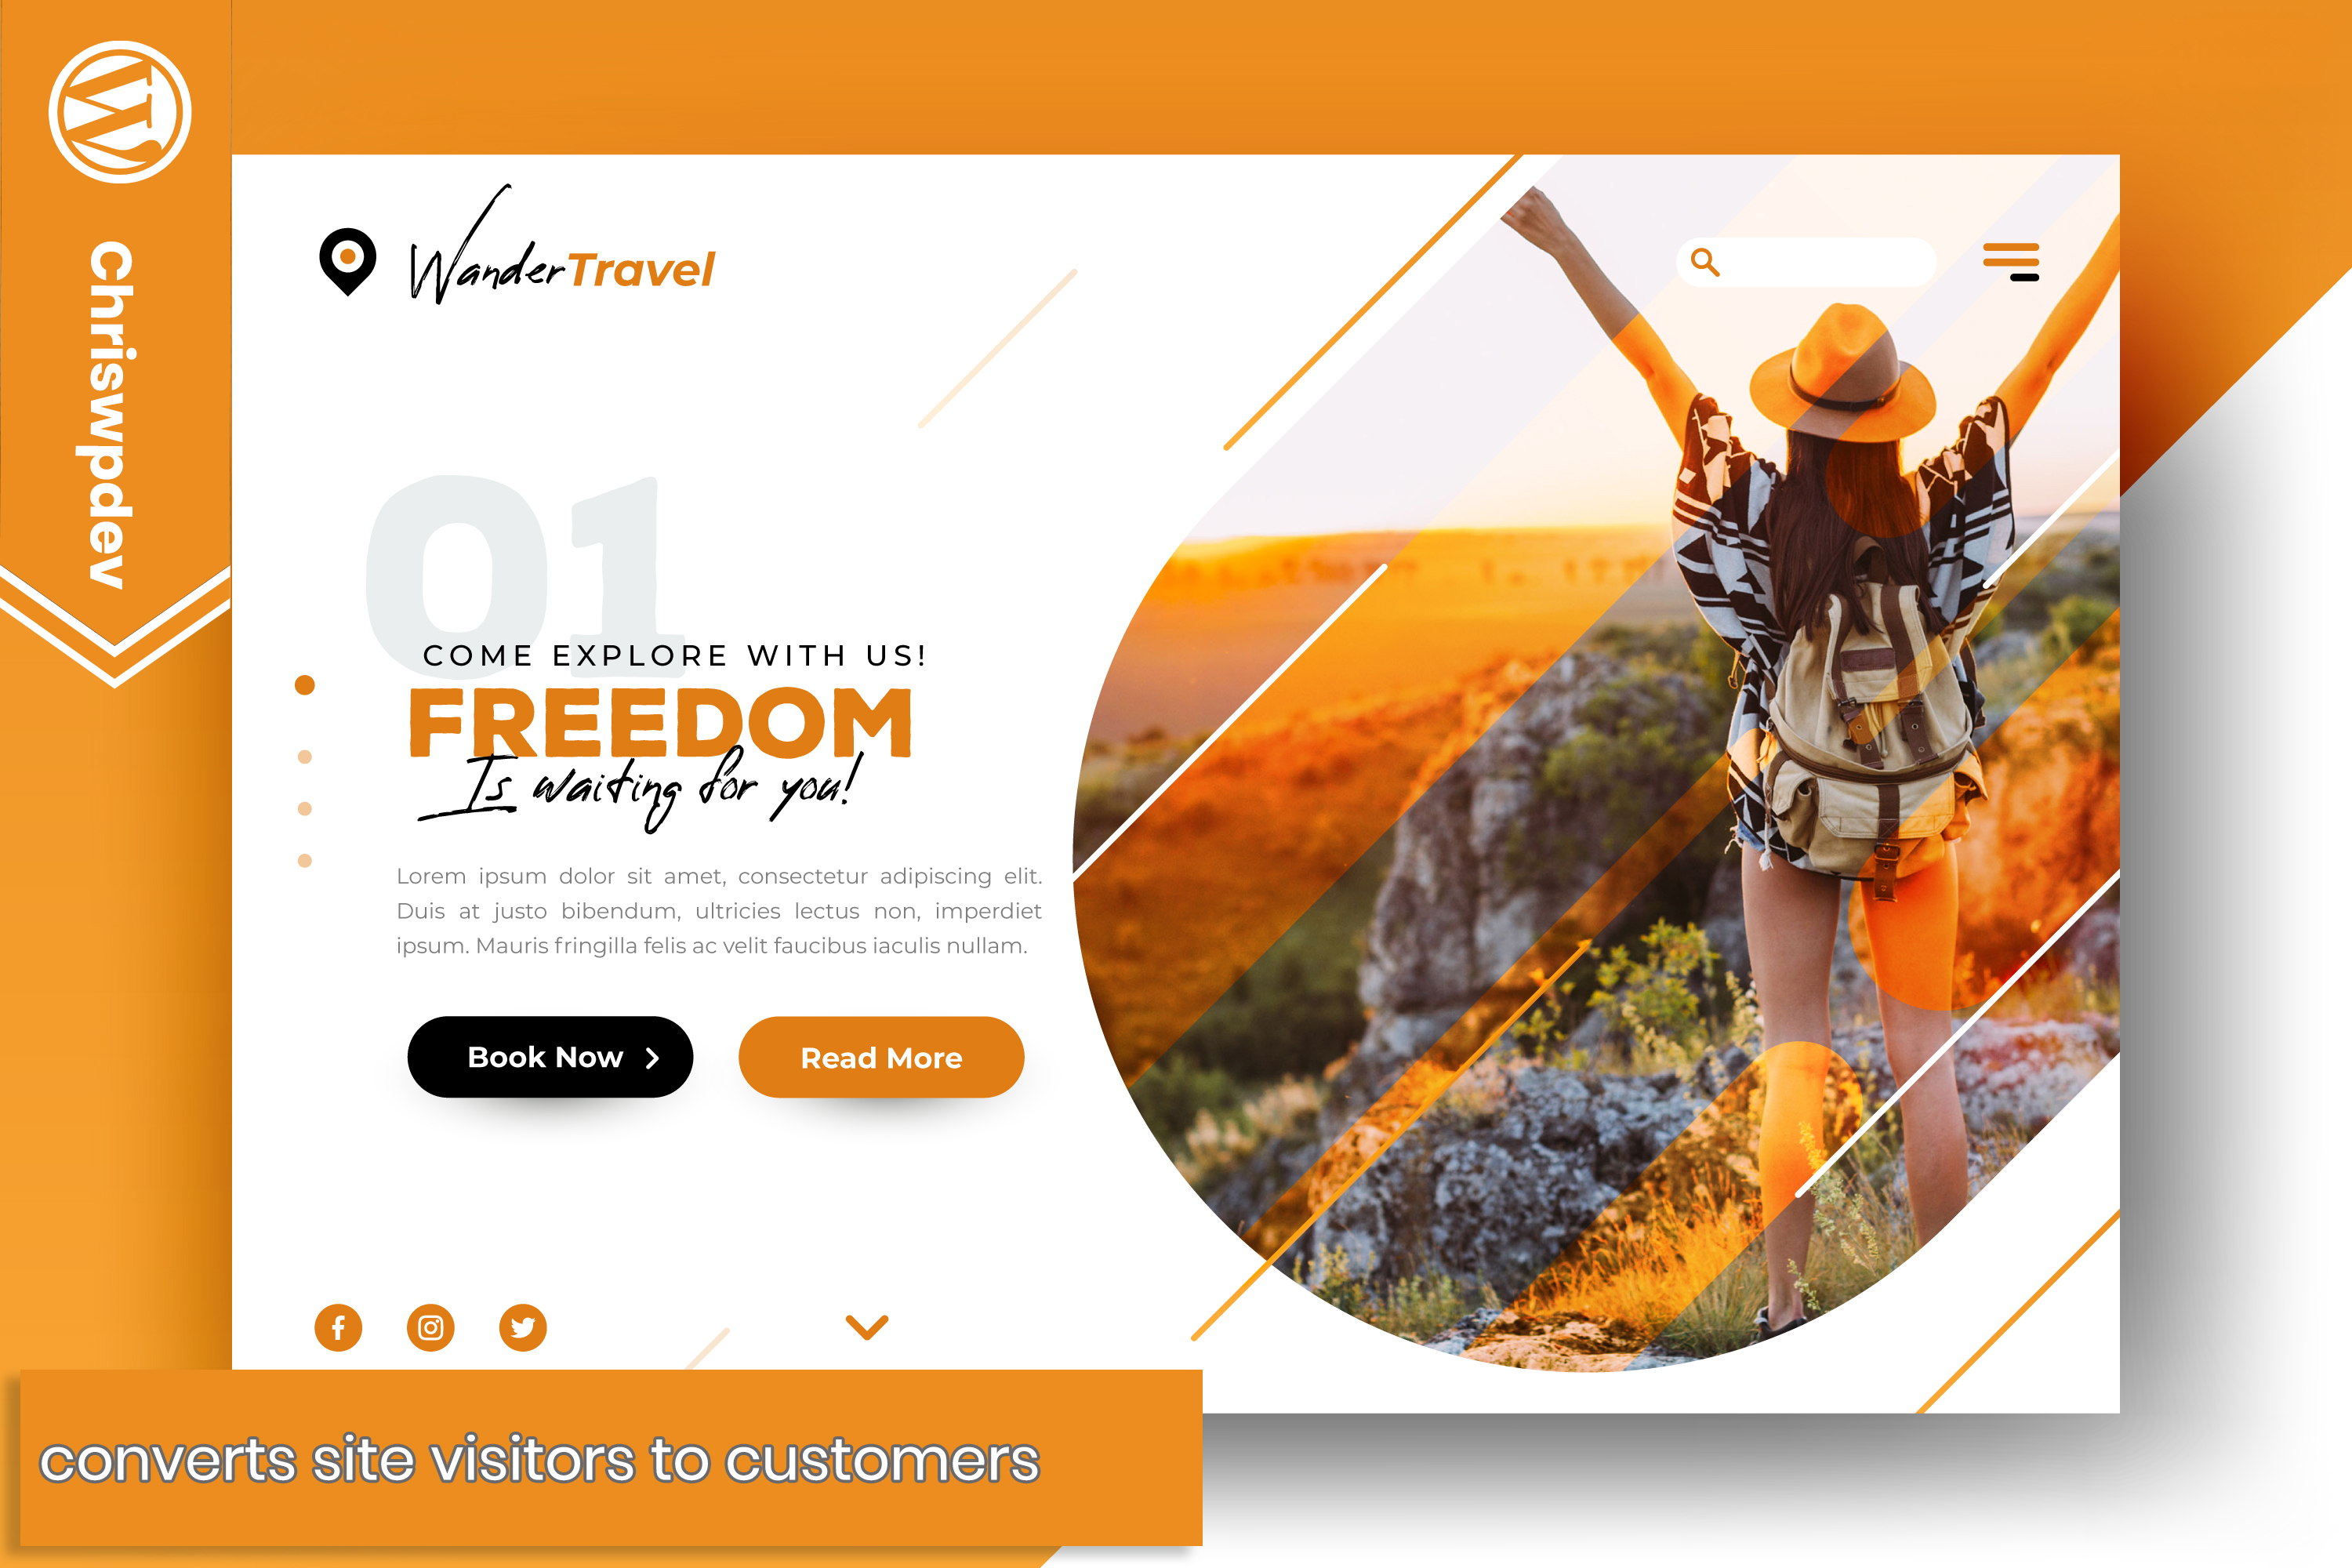 Chriswpdev
WanderTravel
01
COME EXPLORE WITH US!
FREEDOM
Is waiting for you!
Lorem ipsum dolor sit amet, consectetur adipiscing elit.
Duis at justo bibendum, ultricies lectus non, imperdiet
ipsum. Mauris fringilla felis ac velit faucibus iaculis nullam.
Book Now
Read More
converts site visitors to customers